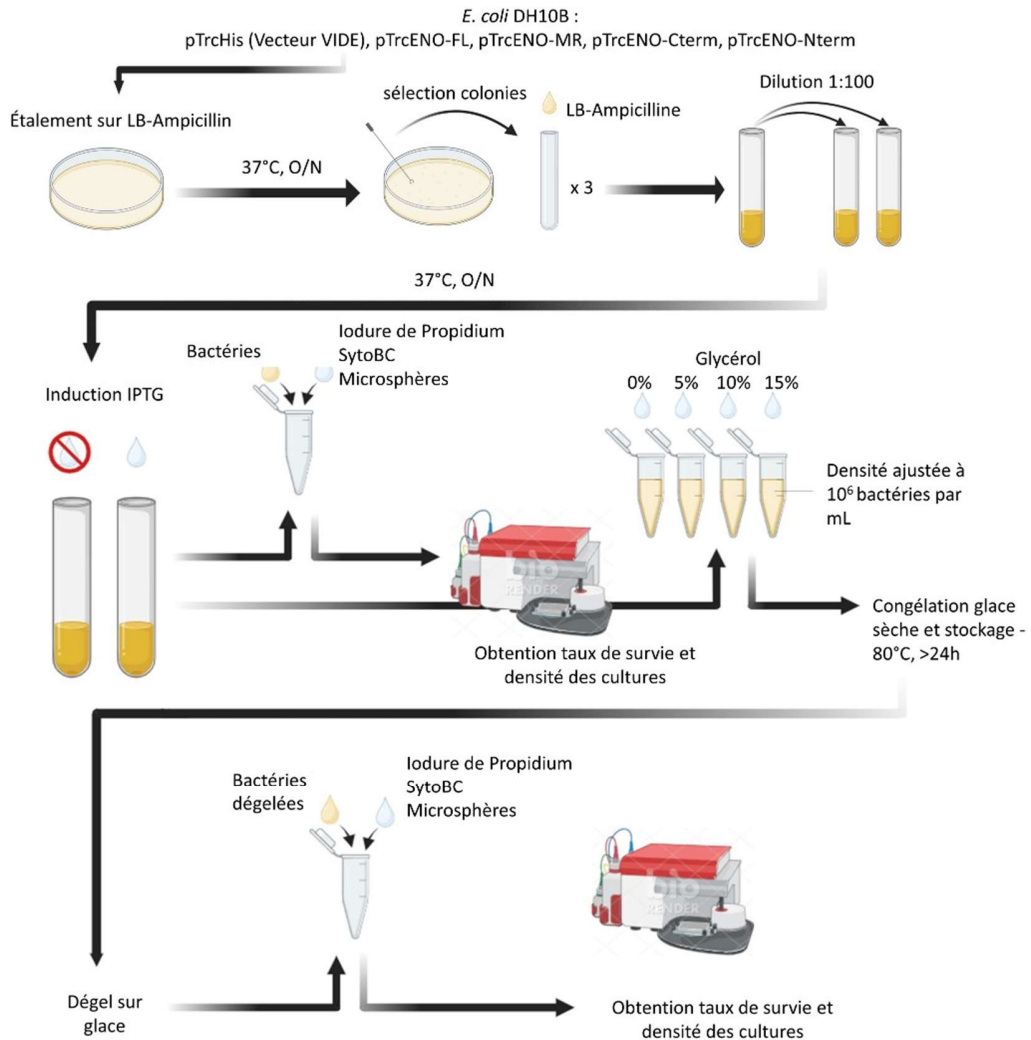 E. coli DH10B :
pTrcHis (Vecteur VIDE), pTrcENO-FL, pTrcENO-MR, pTrcENO-Cterm, pTrcENO-Nterm
Étalement sur LB-Ampicillin
37°C, O/N
sélection colonies
LB-Ampicilline
x 3
Dilution 1:100
37°C, O/N
Induction IPTG
Bactéries
Iodure de Propidium
SytoBC
Microsphères
bio
RENDER
Obtention taux de survie et
densité des cultures
Glycérol
0% 5% 10% 15%
Densité ajustée à
10⁶ bactéries par
mL
Congélation glace
sèche et stockage -
80°C, >24h
Dégel sur
glace
Bactéries
dégelées
Iodure de Propidium
SytoBC
Microsphères
bio
RENDER
Obtention taux de survie et
densité des cultures